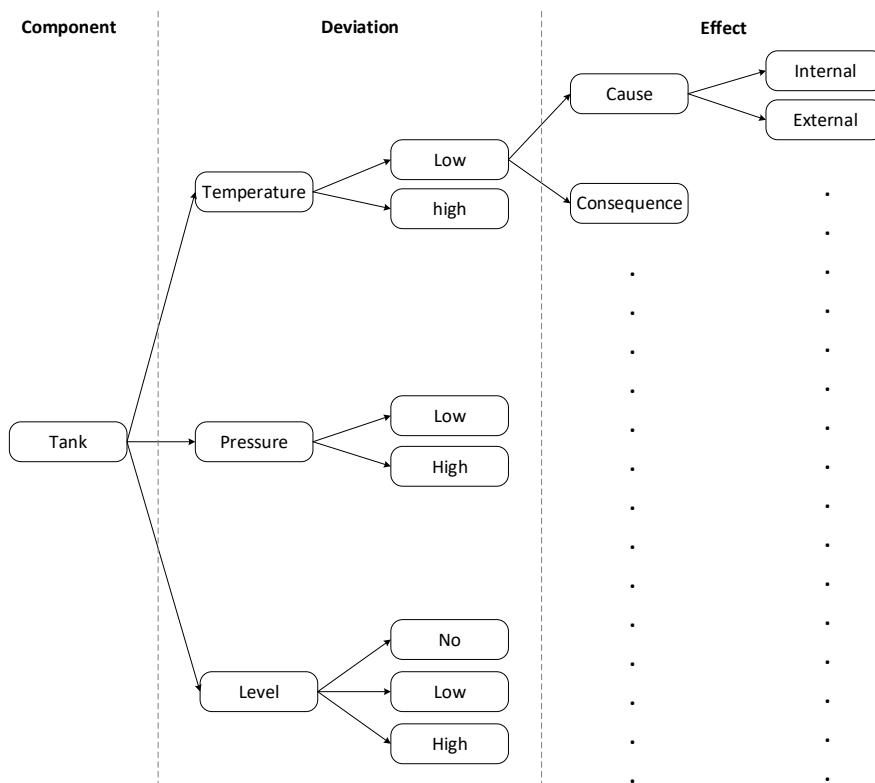 Component
Deviation
Effect
Internal
Cause
External
Low
Temperature
high
Consequence
Low
Tank
Pressure
High
No
Level
Low
High